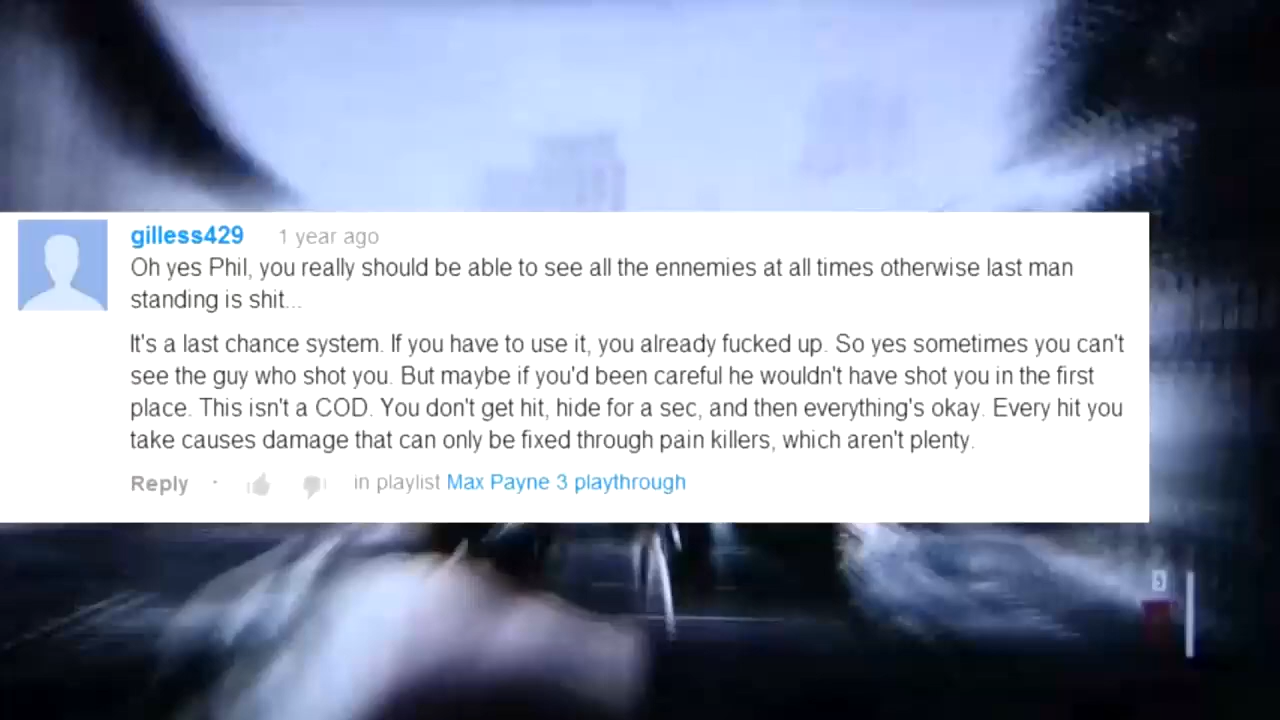 gilless429 1 year ago
Oh yes Phil, you really should be able to see all the ennemies at all times otherwise last man
standing is shit...
It's a last chance system. If you have to use it, you already fucked up. So yes sometimes you can't
see the guy who shot you. But maybe if you'd been careful he wouldn't have shot you in the first
place. This isn't a COD. You don't get hit, hide for a sec, and then everything's okay. Every hit you
take causes damage that can only be fixed through pain killers, which aren't plenty.
Reply · in playlist Max Payne 3 playthrough